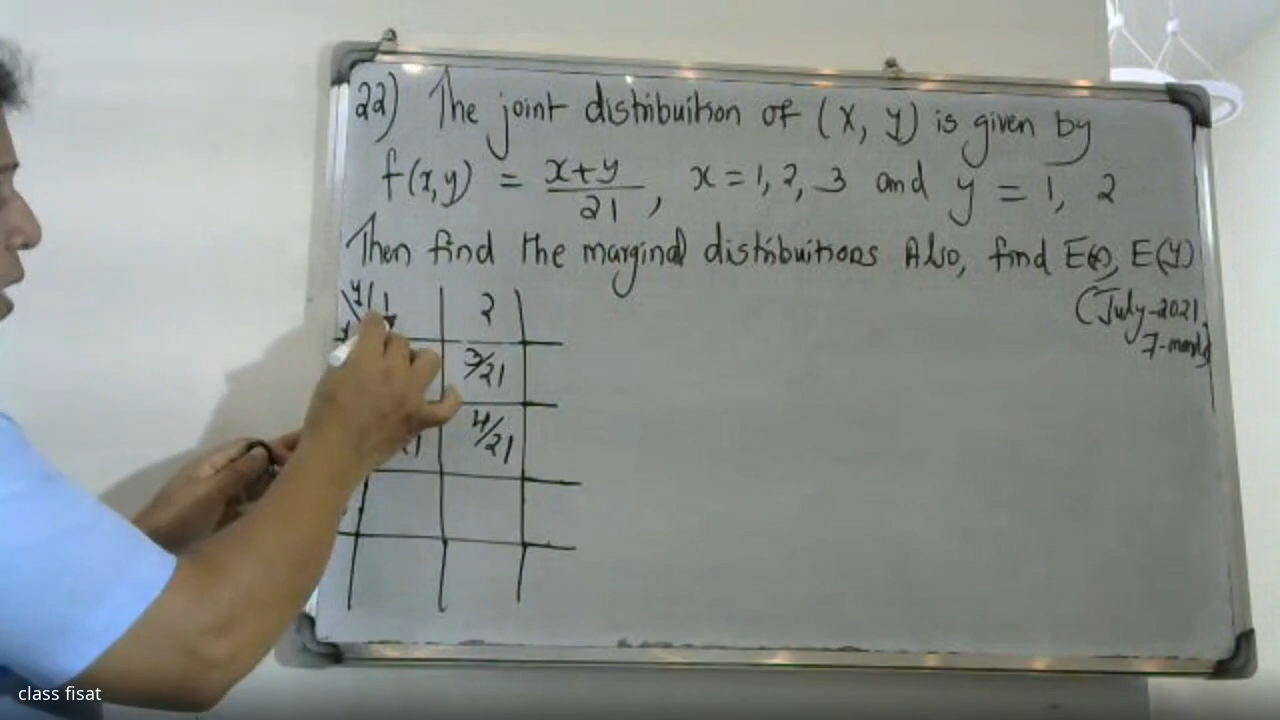 22) The joint distribuition of (X, Y) is given by
f(x,y) = x+y/21, x = 1, 2, 3 and y = 1, 2
Then find the marginal distribuitions Also, find E(x), E(Y)
(July-2021,
7-marks)
y 1 2
3/21
4/21
class fisat